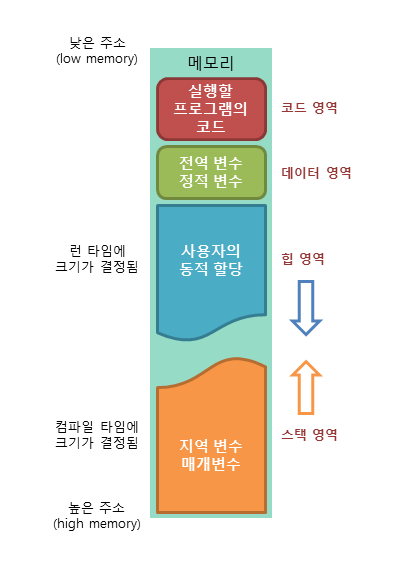 낮은 주소
(low memory)
메모리
실행할
프로그램의
코드
코드 영역
전역 변수
정적 변수
데이터 영역
런 타임에
크기가 결정됨
사용자의
동적 할당
힙 영역
컴파일 타임에
크기가 결정됨
지역 변수
매개변수
스택 영역
높은 주소
(high memory)